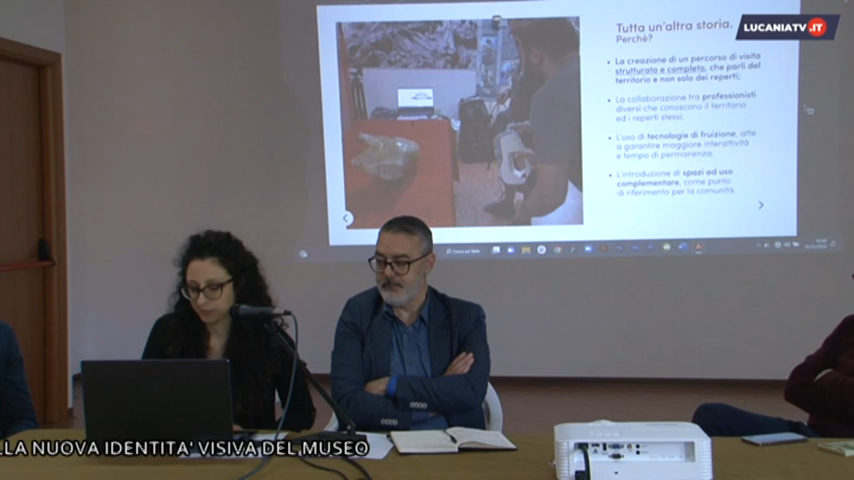 LUCANIATV.IT
Tutta un'altra storia.
Perchè?
• La creazione di un percorso di visita
strutturato e completo, che parli del
territorio e non solo dei reperti;
• La collaborazione tra professionisti
diversi che conoscono il territorio
ed i reperti stessi;
• L'uso di tecnologie di fruizione, atte
a garantire maggiore interattività
e tempo di permanenza;
• L'introduzione di spazi ad uso
complementare, come punto
di riferimento per la comunità.
Cerca sul Web
LLA NUOVA IDENTITA' VISIVA DEL MUSEO